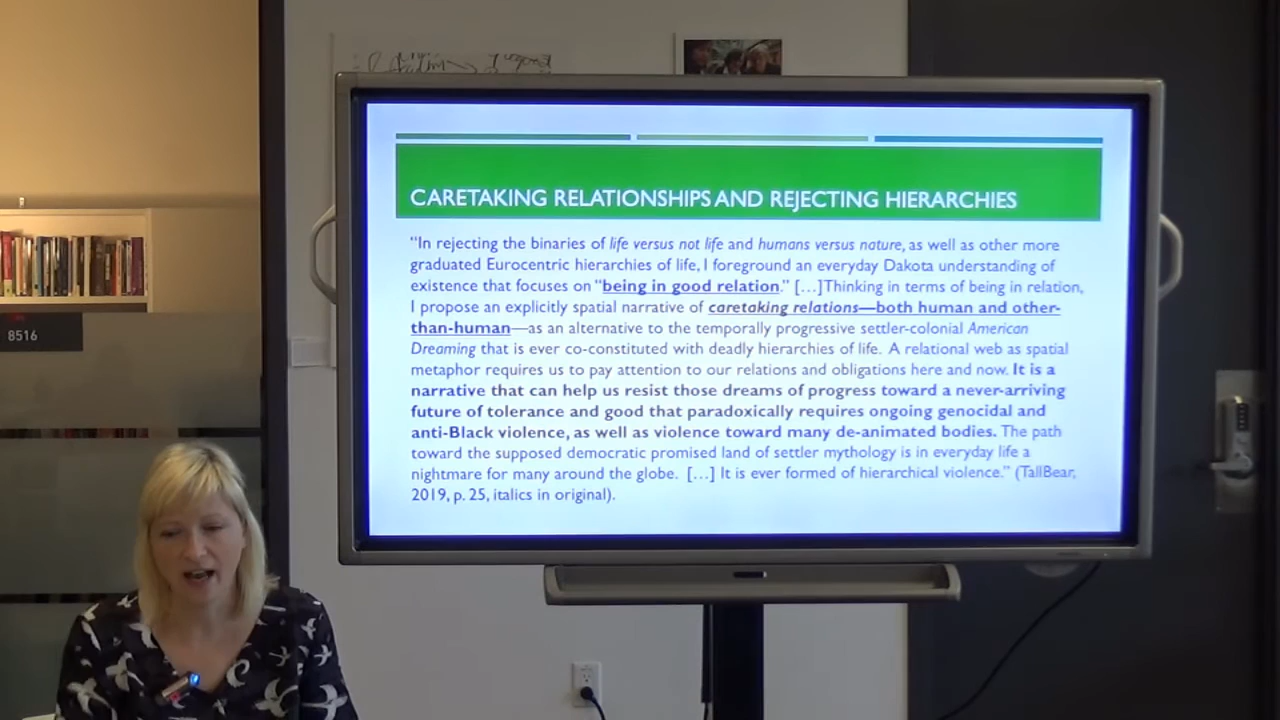 CARETAKING RELATIONSHIPS AND REJECTING HIERARCHIES
"In rejecting the binaries of life versus not life and humans versus nature, as well as other more
graduated Eurocentric hierarchies of life, I foreground an everyday Dakota understanding of
existence that focuses on "being in good relation." […]Thinking in terms of being in relation,
I propose an explicitly spatial narrative of caretaking relations—both human and other-
than-human—as an alternative to the temporally progressive settler-colonial American
Dreaming that is ever co-constituted with deadly hierarchies of life. A relational web as spatial
metaphor requires us to pay attention to our relations and obligations here and now. It is a
narrative that can help us resist those dreams of progress toward a never-arriving
future of tolerance and good that paradoxically requires ongoing genocidal and
anti-Black violence, as well as violence toward many de-animated bodies. The path
toward the supposed democratic promised land of settler mythology is in everyday life a
nightmare for many around the globe. […] It is ever formed of hierarchical violence." (TallBear,
2019, p. 25, italics in original).
8516